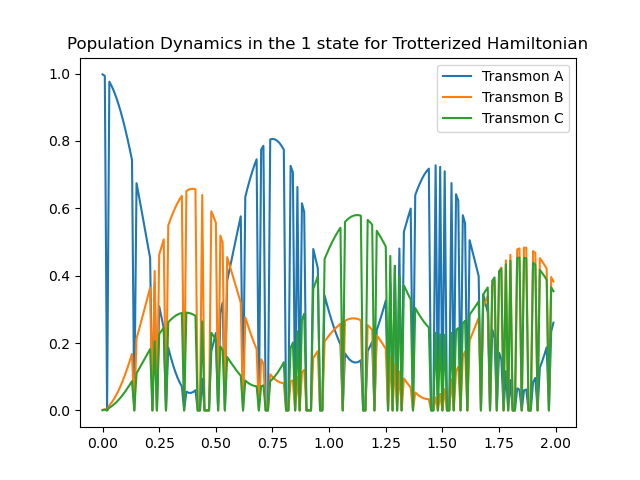 Population Dynamics in the 1 state for Trotterized Hamiltonian
Transmon A
Transmon B
Transmon C
1.0
0.8
0.6
0.4
0.2
0.0
0.00 0.25 0.50 0.75 1.00 1.25 1.50 1.75 2.00